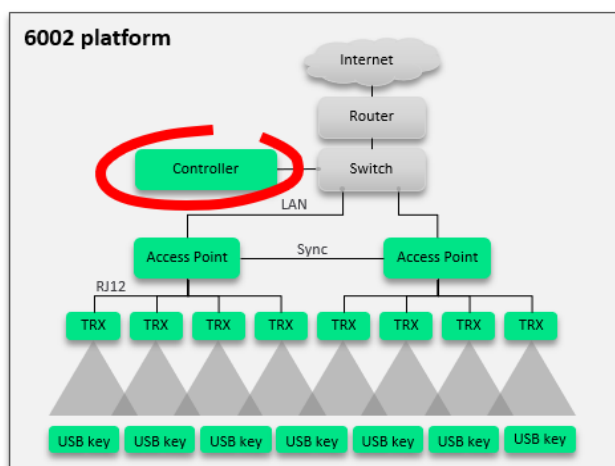 6002 platform
Internet
Router
Controller
Switch
LAN
Access Point
Sync
Access Point
RJ12
TRX TRX TRX TRX TRX TRX TRX TRX
USB key USB key USB key USB key USB key USB key USB key